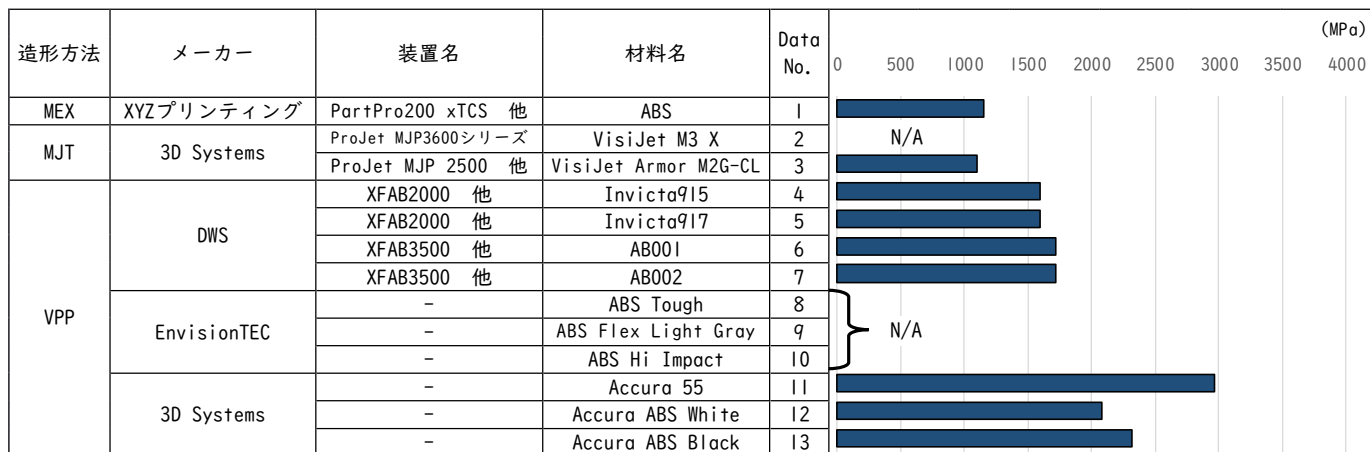 (MPa)
造形方法 メーカー 装置名 材料名 Data No. 0 500 1000 1500 2000 2500 3000 3500 4000
MEX XYZプリンティング PartPro200 xTCS 他 ABS 1
MJT 3D Systems ProJet MJP3600シリーズ VisiJet M3 X 2 N/A
ProJet MJP 2500 他 VisiJet Armor M2G-CL 3
VPP DWS XFAB2000 他 Invicta915 4
XFAB2000 他 Invicta917 5
XFAB3500 他 AB001 6
XFAB3500 他 AB002 7
EnvisionTEC - ABS Tough 8
- ABS Flex Light Gray 9 N/A
- ABS Hi Impact 10
3D Systems - Accura 55 11
- Accura ABS White 12
- Accura ABS Black 13